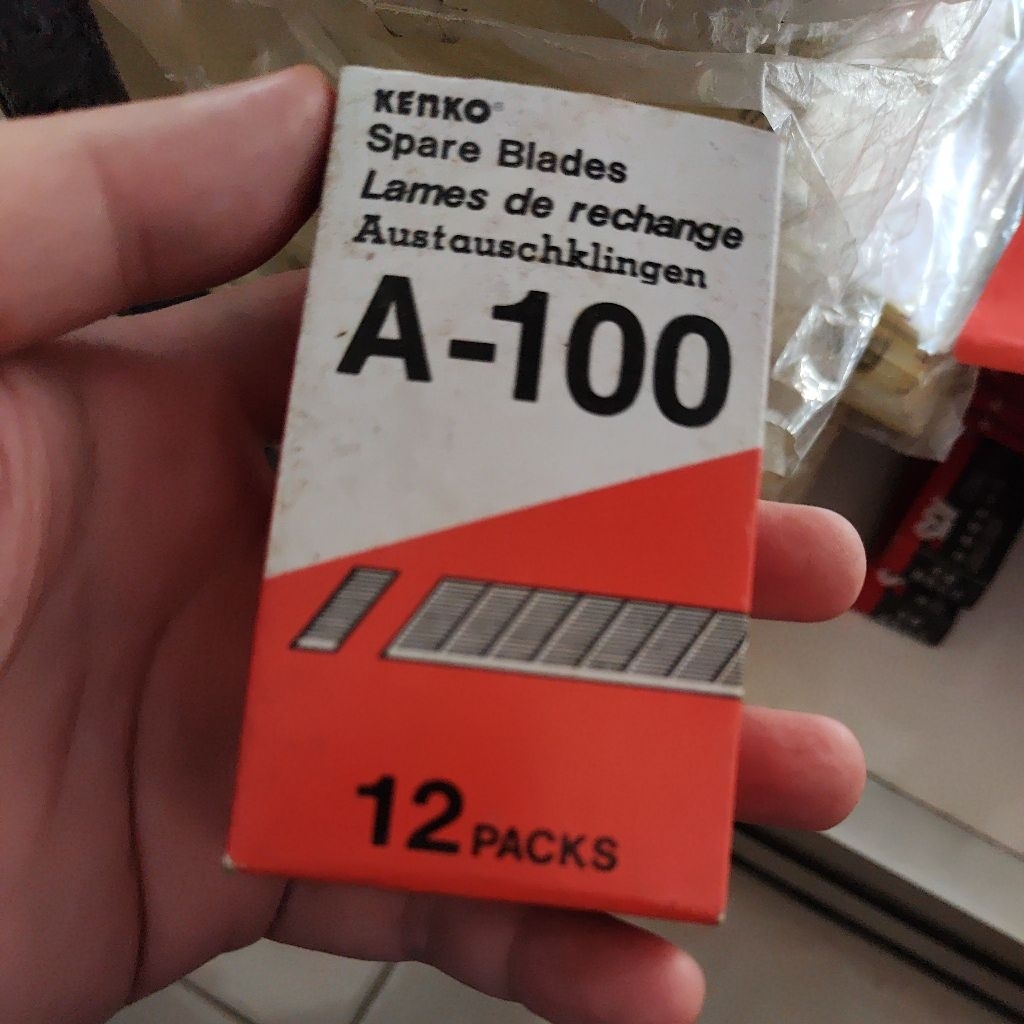 KENKO®
Spare Blades
Lames de rechange
Austauschklingen
A-100
12 PACKS